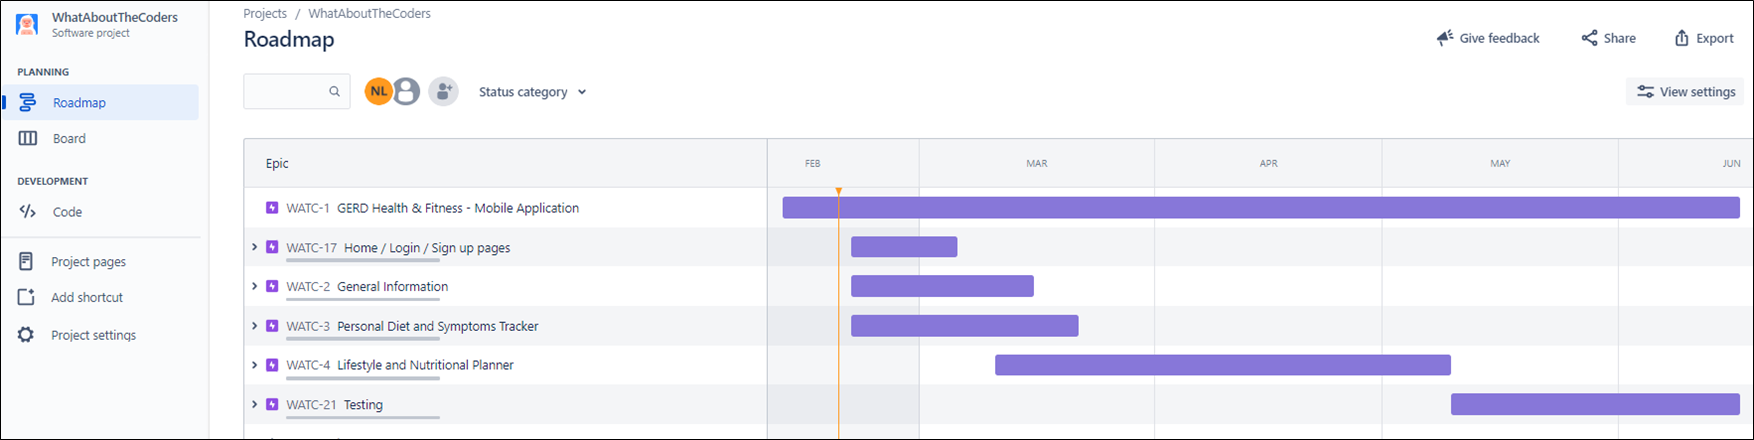 WhatAboutTheCoders
Software project
PLANNING
Roadmap
Board
DEVELOPMENT
Code
Project pages
Add shortcut
Project settings
Projects / WhatAboutTheCoders
Roadmap
Give feedback
Share
Export
NL
Status category
View settings
Epic
FEB MAR APR MAY JUN
WATC-1 GERD Health & Fitness - Mobile Application
WATC-17 Home / Login / Sign up pages
WATC-2 General Information
WATC-3 Personal Diet and Symptoms Tracker
WATC-4 Lifestyle and Nutritional Planner
WATC-21 Testing